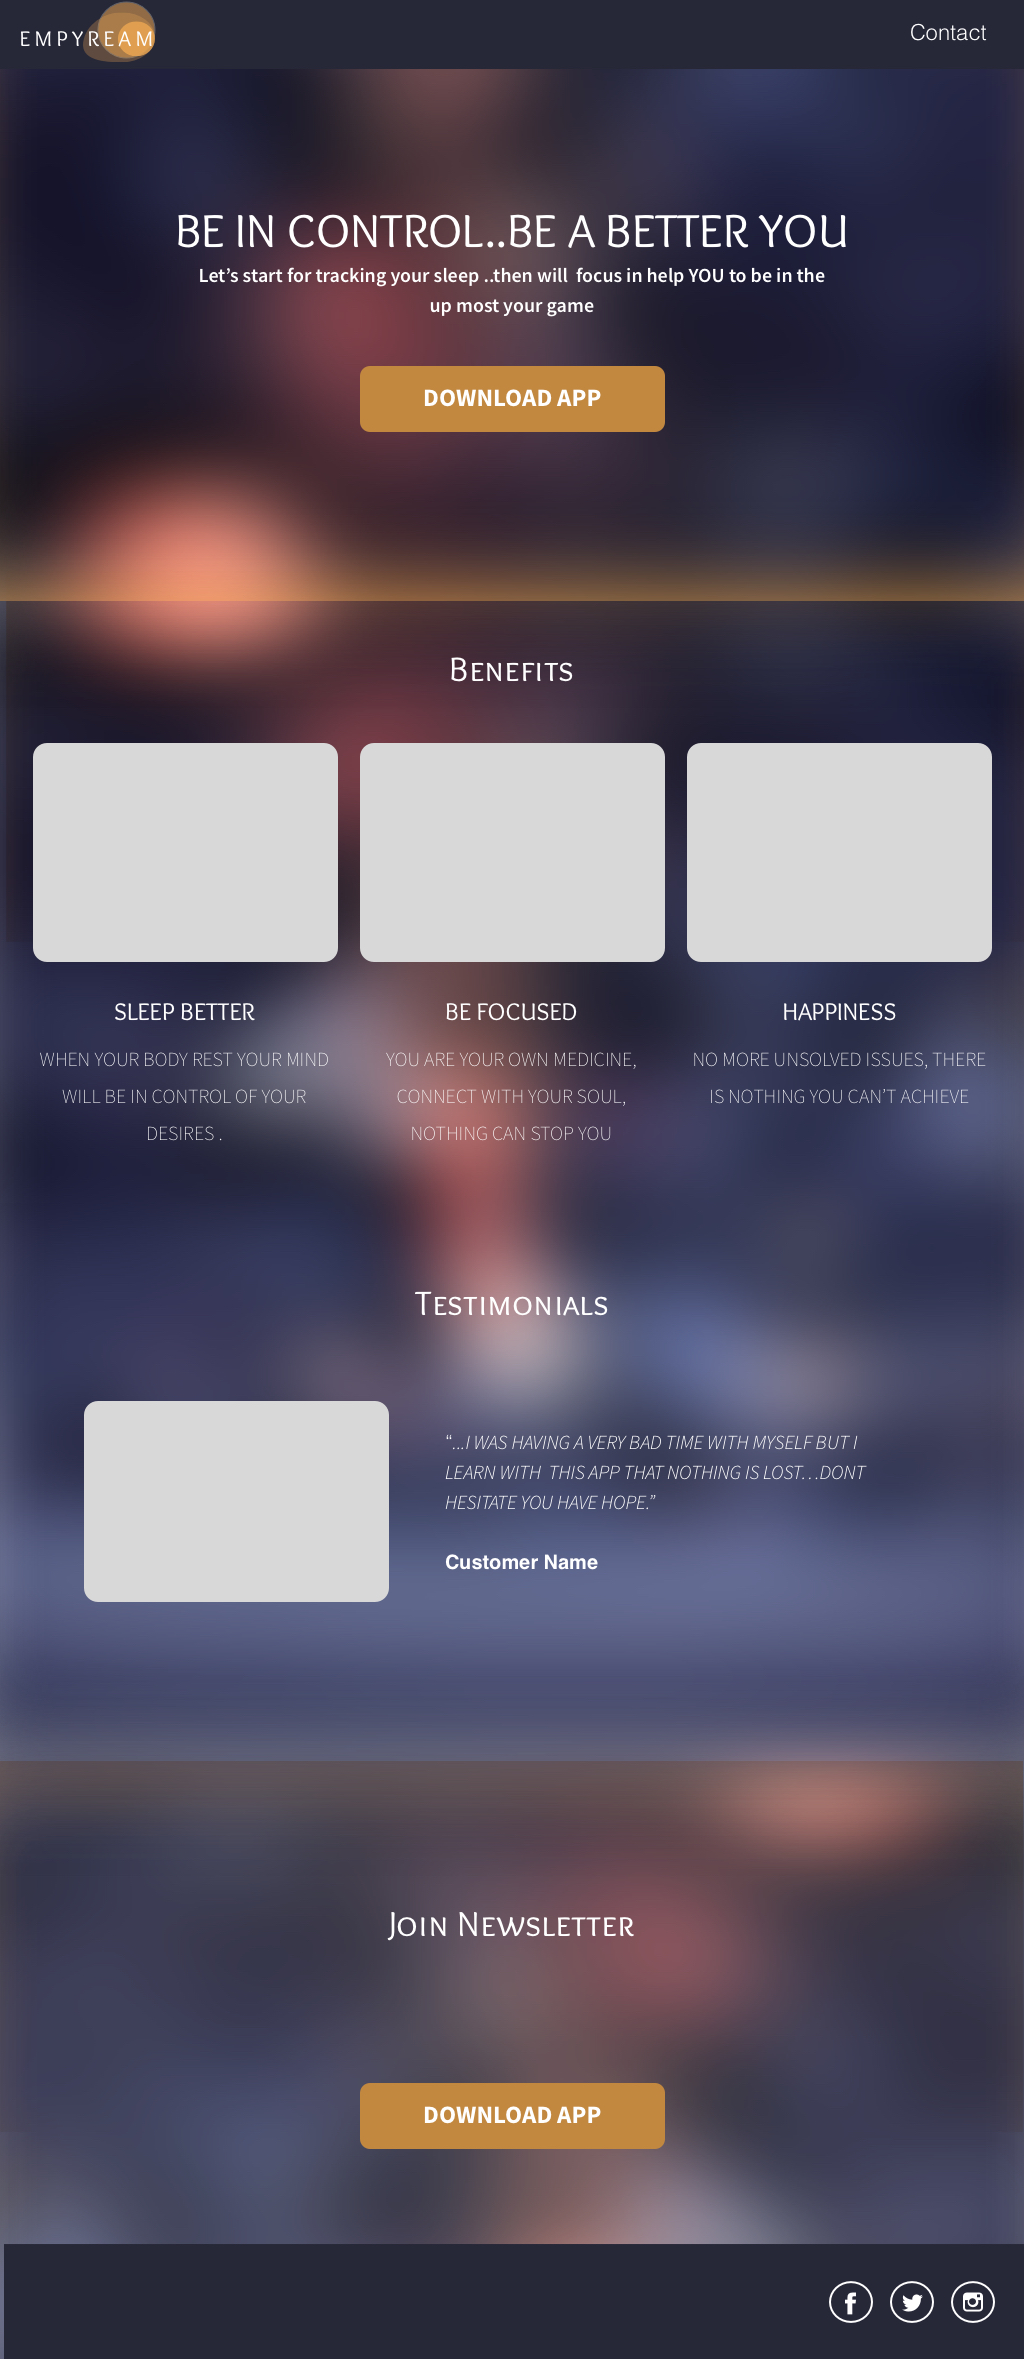 EMPYREAM
Contact
BE IN CONTROL..BE A BETTER YOU
Let’s start for tracking your sleep ..then will  focus in help YOU to be in the
up most your game
DOWNLOAD APP
Benefits
SLEEP BETTER
WHEN YOUR BODY REST YOUR MIND
WILL BE IN CONTROL OF YOUR
DESIRES .
BE FOCUSED
YOU ARE YOUR OWN MEDICINE,
CONNECT WITH YOUR SOUL,
NOTHING CAN STOP YOU
HAPPINESS
NO MORE UNSOLVED ISSUES, THERE
IS NOTHING YOU CAN’T ACHIEVE
Testimonials
“...I WAS HAVING A VERY BAD TIME WITH MYSELF BUT I
LEARN WITH  THIS APP THAT NOTHING IS LOST…DONT
HESITATE YOU HAVE HOPE.”
Customer Name
Join Newsletter
DOWNLOAD APP